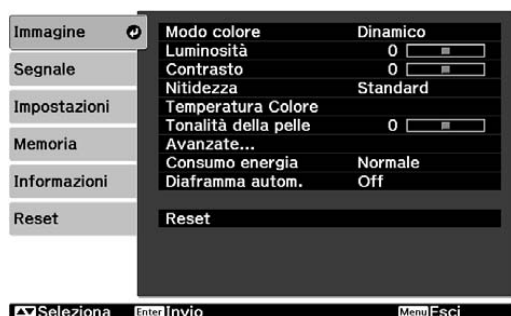 Immagine
Segnale
Impostazioni
Memoria
Informazioni
Reset
Modo colore Dinamico
Luminosità 0
Contrasto 0
Nitidezza Standard
Temperatura Colore
Tonalità della pelle 0
Avanzate...
Consumo energia Normale
Diaframma autom. Off
Reset
Seleziona Enter Invio Menu Esci